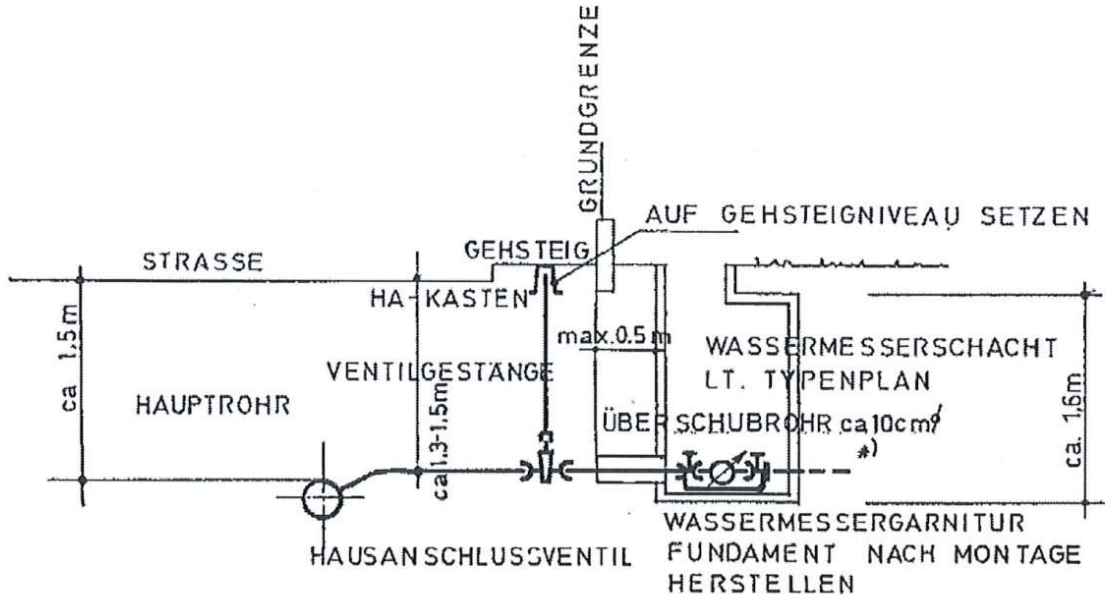 GRUNDGRENZE
AUF GEHSTEIGNIVEAU SETZEN
GEHSTEIG
STRASSE
HA-KASTEN
ca 1.5m
max. 0.5m
WASSERMESSERSCHACHT
LT. TYPENPLAN
VENTILGESTÄNGE
HAUPTROHR
ca 1.3-1.5m
ÜBERSCHUBROHR ca 10cm ∅
*)
ca. 1,6m
HAUSANSCHLUSSVENTIL
WASSERMESSERGARNITUR
FUNDAMENT NACH MONTAGE
HERSTELLEN